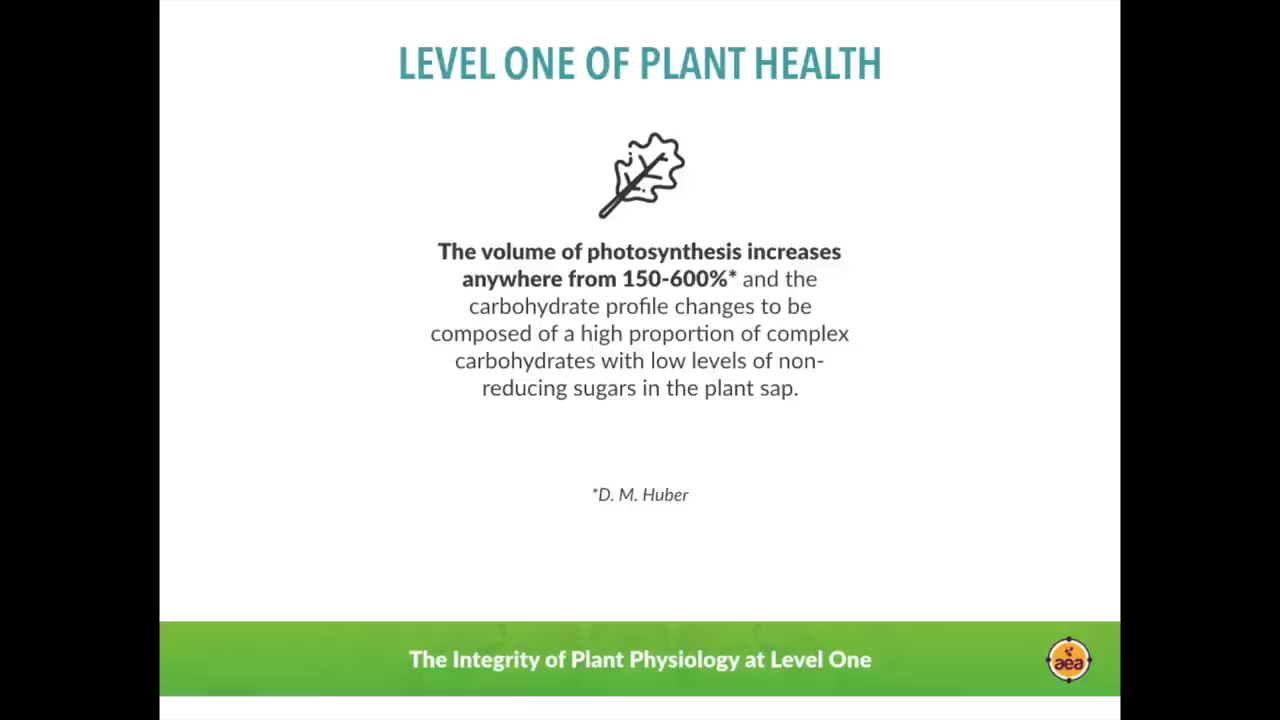 LEVEL ONE OF PLANT HEALTH
The volume of photosynthesis increases
anywhere from 150-600%* and the
carbohydrate profile changes to be
composed of a high proportion of complex
carbohydrates with low levels of non-
reducing sugars in the plant sap.
*D. M. Huber
The Integrity of Plant Physiology at Level One
aea